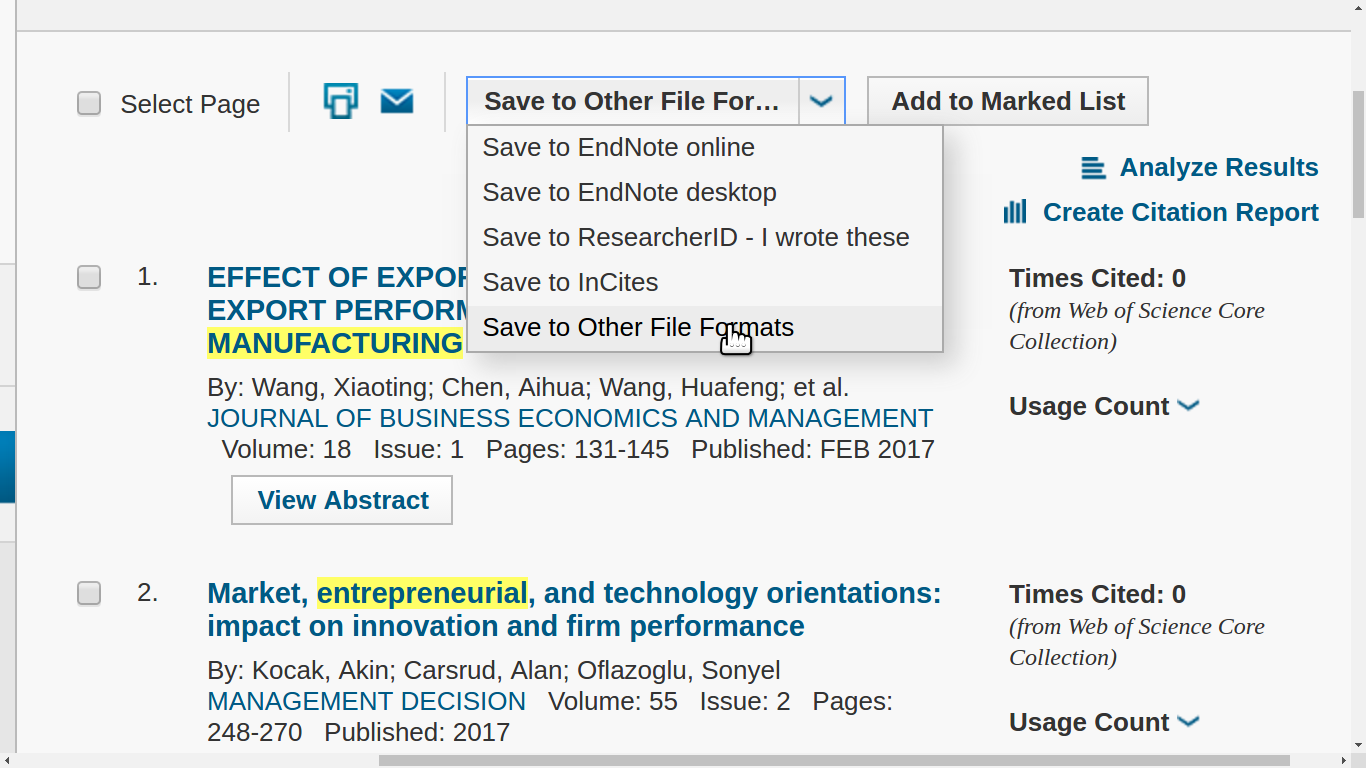 Select Page
Save to Other File For...
Add to Marked List
Save to EndNote online
Save to EndNote desktop
Save to ResearcherID - I wrote these
Save to InCites
Save to Other File Formats
Analyze Results
Create Citation Report
1.
EFFECT OF
EXPORT
MANUFACTURING
By: Wang, Xiaoting; Chen, Aihua; Wang, Huafeng; et al.
JOURNAL OF BUSINESS ECONOMICS AND MANAGEMENT
Volume: 18 Issue: 1 Pages: 131-145 Published: FEB 2017
View Abstract
Times Cited: 0
(from Web of Science Core
Collection)
Usage Count
2.
Market, entrepreneurial, and technology orientations:
impact on innovation and firm performance
By: Kocak, Akin; Carsrud, Alan; Oflazoglu, Sonyel
MANAGEMENT DECISION Volume: 55 Issue: 2 Pages:
248-270 Published: 2017
Times Cited: 0
(from Web of Science Core
Collection)
Usage Count